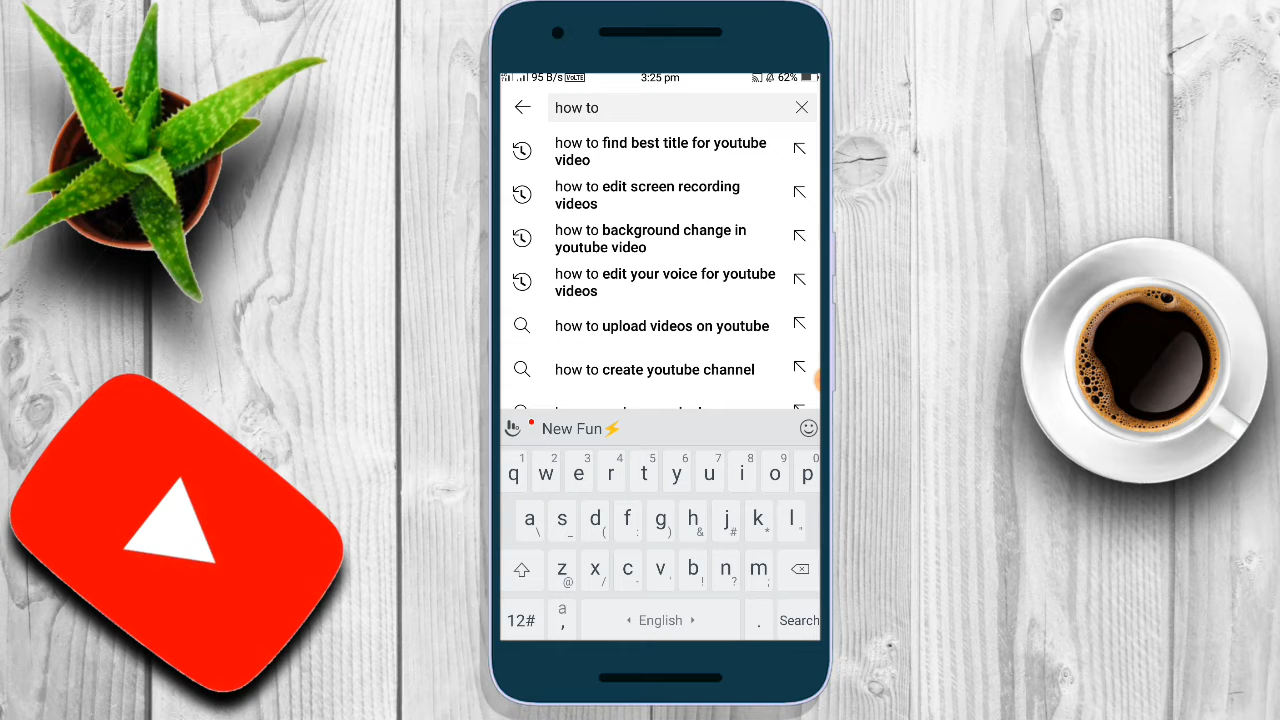 95 B/s VOLTE 3:25 pm 62%
how to
how to find best title for youtube
video
how to edit screen recording
videos
how to background change in
youtube video
how to edit your voice for youtube
videos
how to upload videos on youtube
how to create youtube channel
New Fun⚡
1 2 3 4 5 6 7 8 9 0
q w e r t y u i o p
a s d f g h j k l
\ _ ( : ) & # * "
z x c v b n m
@ / - ' ! ? ;
12# a , ◂ English ▸ . Search